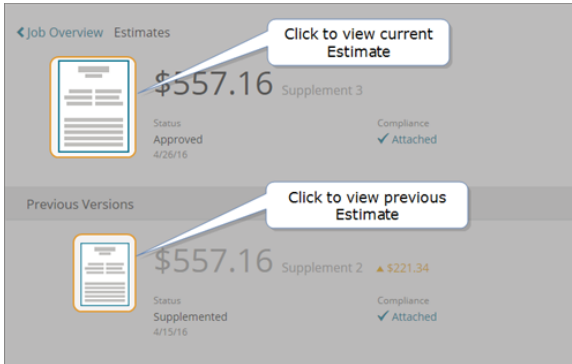 Job Overview Estimates
Click to view current
Estimate
$557.16 Supplement 3
Status Compliance
Approved Attached
4/26/16
Previous Versions
Click to view previous
Estimate
$557.16 Supplement 2 ▲ $221.34
Status Compliance
Supplemented Attached
4/15/16